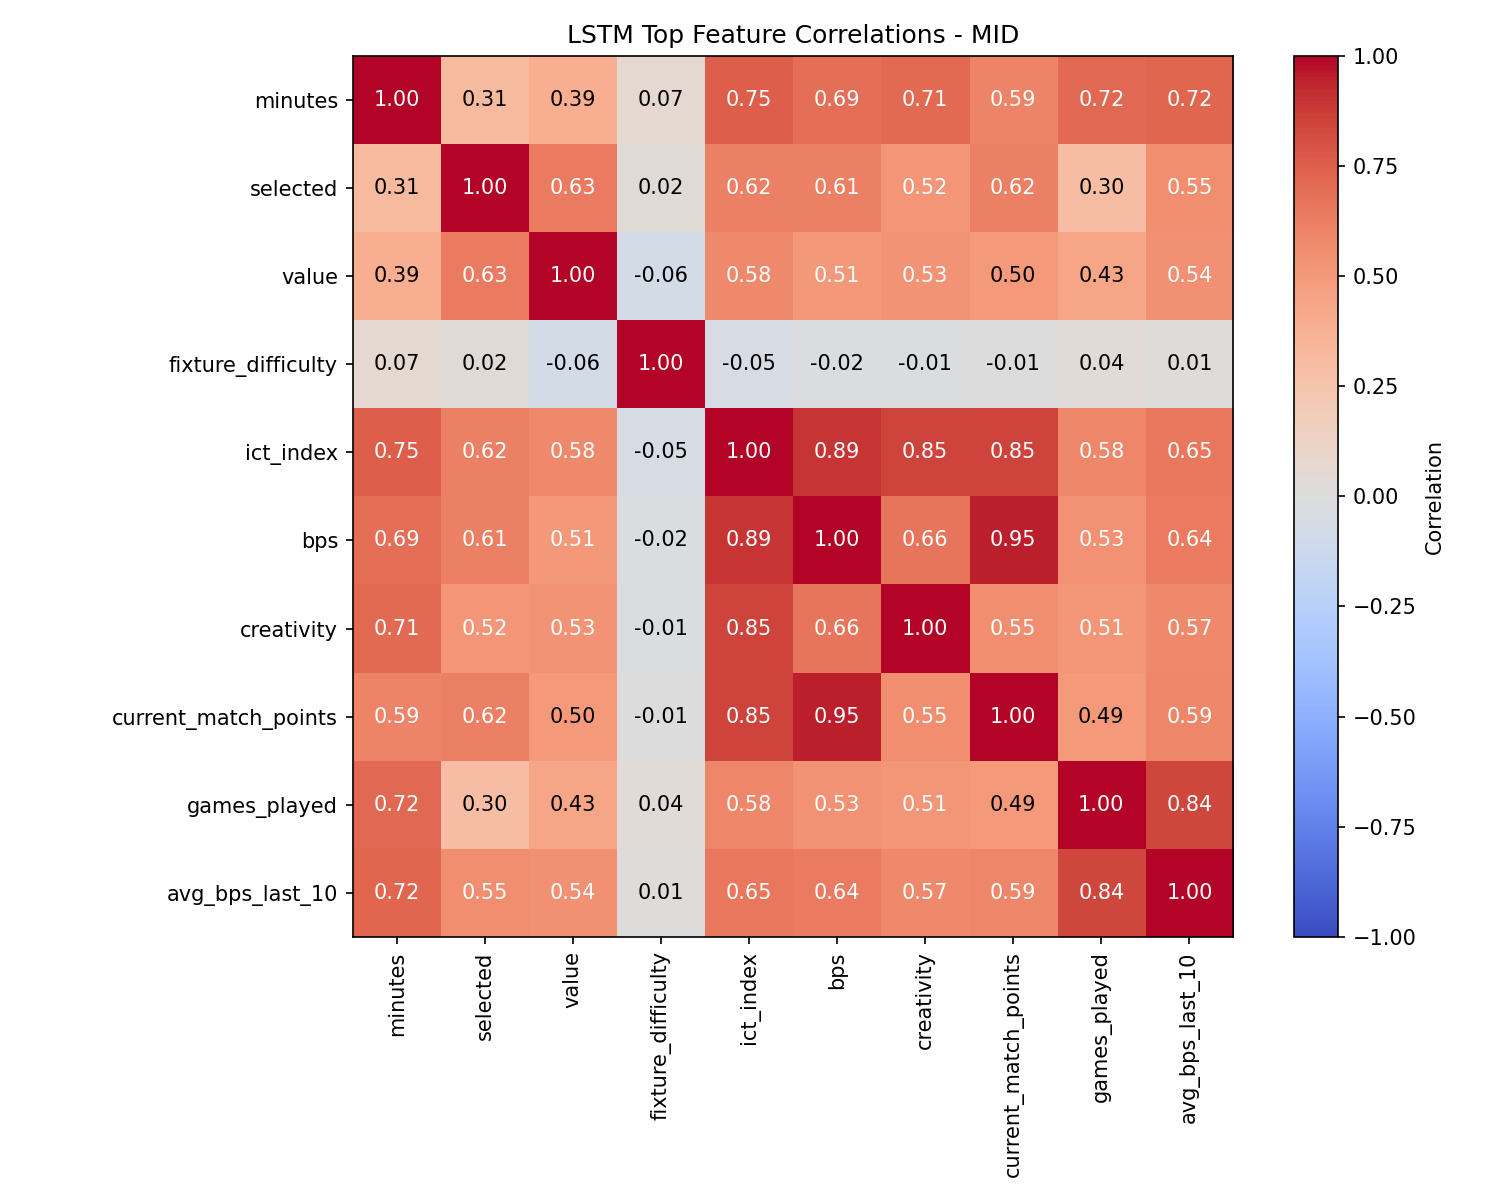 LSTM Top Feature Correlations - MID
minutes 1.00 0.31 0.39 0.07 0.75 0.69 0.71 0.59 0.72 0.72
selected 0.31 1.00 0.63 0.02 0.62 0.61 0.52 0.62 0.30 0.55
value 0.39 0.63 1.00 -0.06 0.58 0.51 0.53 0.50 0.43 0.54
fixture_difficulty 0.07 0.02 -0.06 1.00 -0.05 -0.02 -0.01 -0.01 0.04 0.01
ict_index 0.75 0.62 0.58 -0.05 1.00 0.89 0.85 0.85 0.58 0.65
bps 0.69 0.61 0.51 -0.02 0.89 1.00 0.66 0.95 0.53 0.64
creativity 0.71 0.52 0.53 -0.01 0.85 0.66 1.00 0.55 0.51 0.57
current_match_points 0.59 0.62 0.50 -0.01 0.85 0.95 0.55 1.00 0.49 0.59
games_played 0.72 0.30 0.43 0.04 0.58 0.53 0.51 0.49 1.00 0.84
avg_bps_last_10 0.72 0.55 0.54 0.01 0.65 0.64 0.57 0.59 0.84 1.00
minutes
selected
value
fixture_difficulty
ict_index
bps
creativity
current_match_points
games_played
avg_bps_last_10
1.00
0.75
0.50
0.25
0.00
−0.25
−0.50
−0.75
−1.00
Correlation